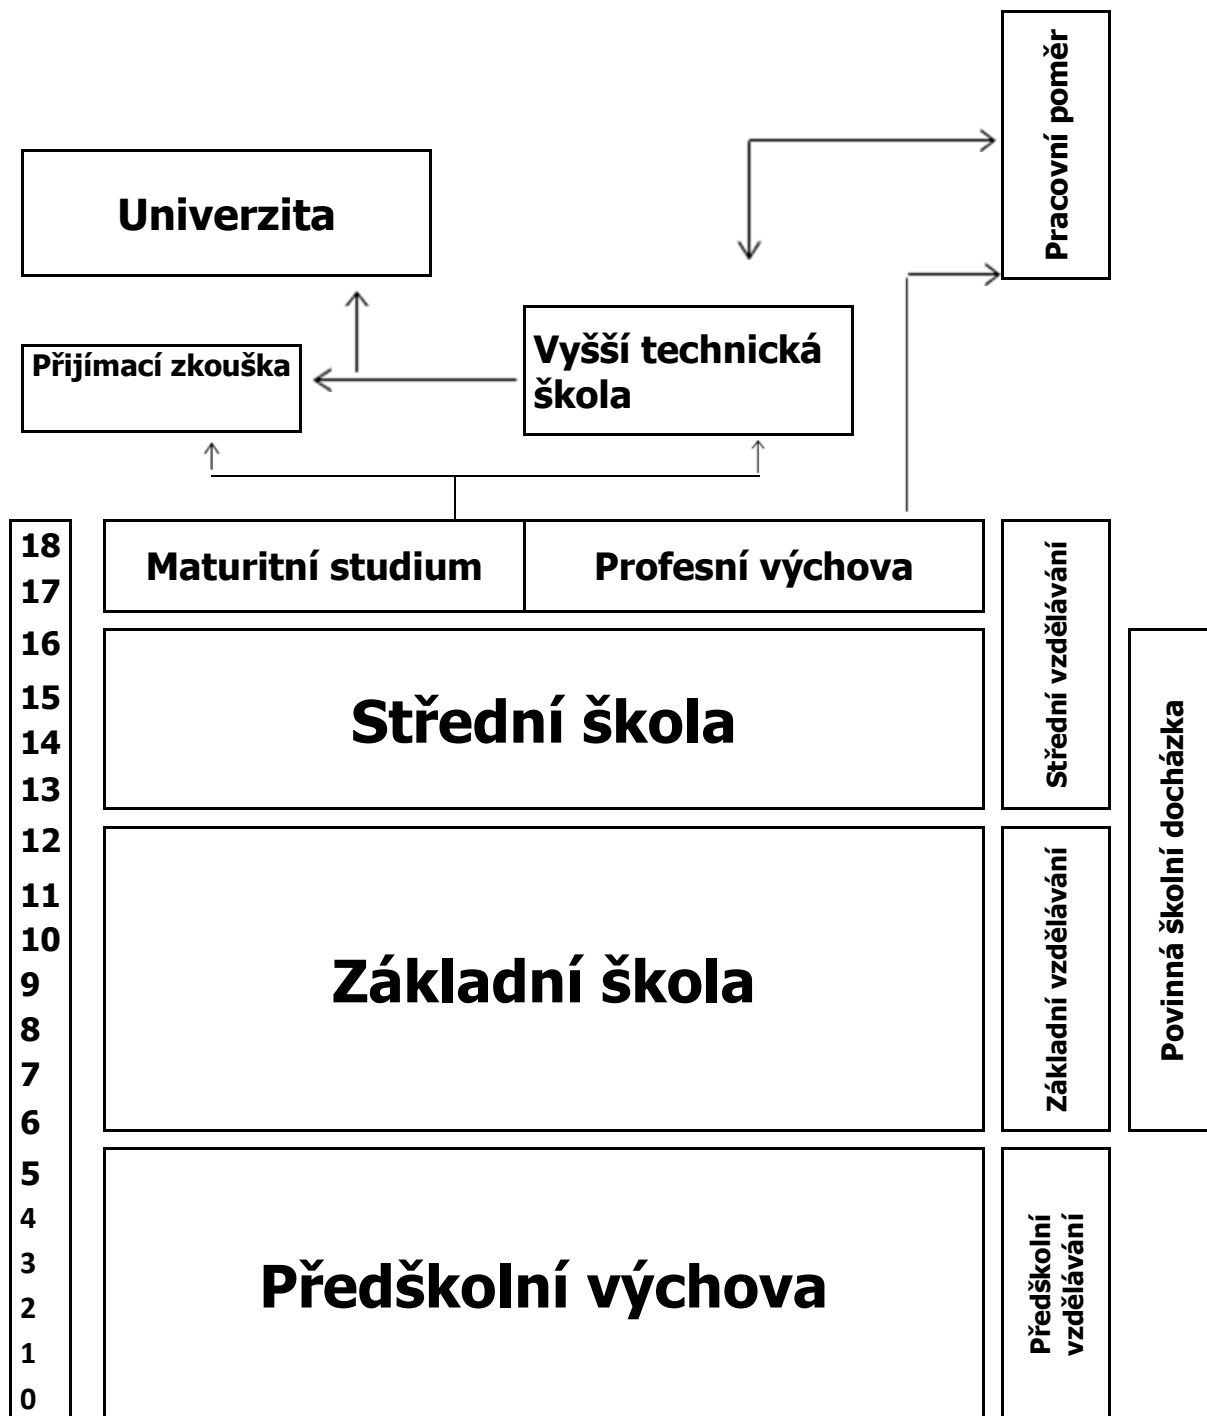 Pracovní poměr
Univerzita
Přijímací zkouška
Vyšší technická
škola
18
17
16
15
14
13
12
11
10
9
8
7
6
5
4
3
2
1
0
Maturitní studium
Profesní výchova
Střední škola
Základní škola
Předškolní výchova
Střední vzdělávání
Základní vzdělávání
Předškolní
vzdělávání
Povinná školní docházka